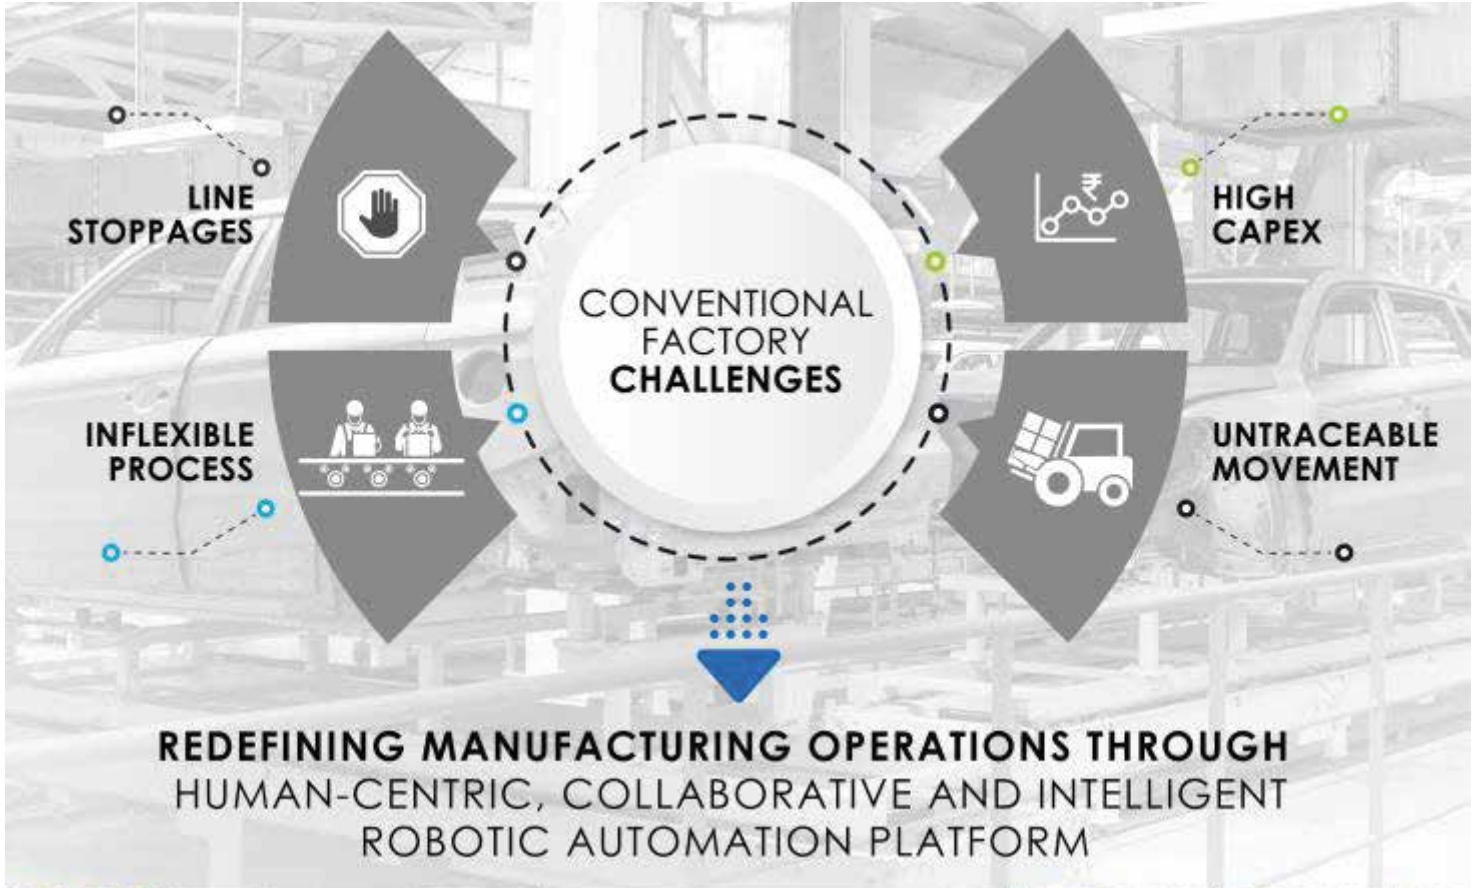 LINE
STOPPAGES
₹
HIGH
CAPEX
CONVENTIONAL
FACTORY
CHALLENGES
INFLEXIBLE
PROCESS
UNTRACEABLE
MOVEMENT
REDEFINING MANUFACTURING OPERATIONS THROUGH
HUMAN-CENTRIC, COLLABORATIVE AND INTELLIGENT
ROBOTIC AUTOMATION PLATFORM